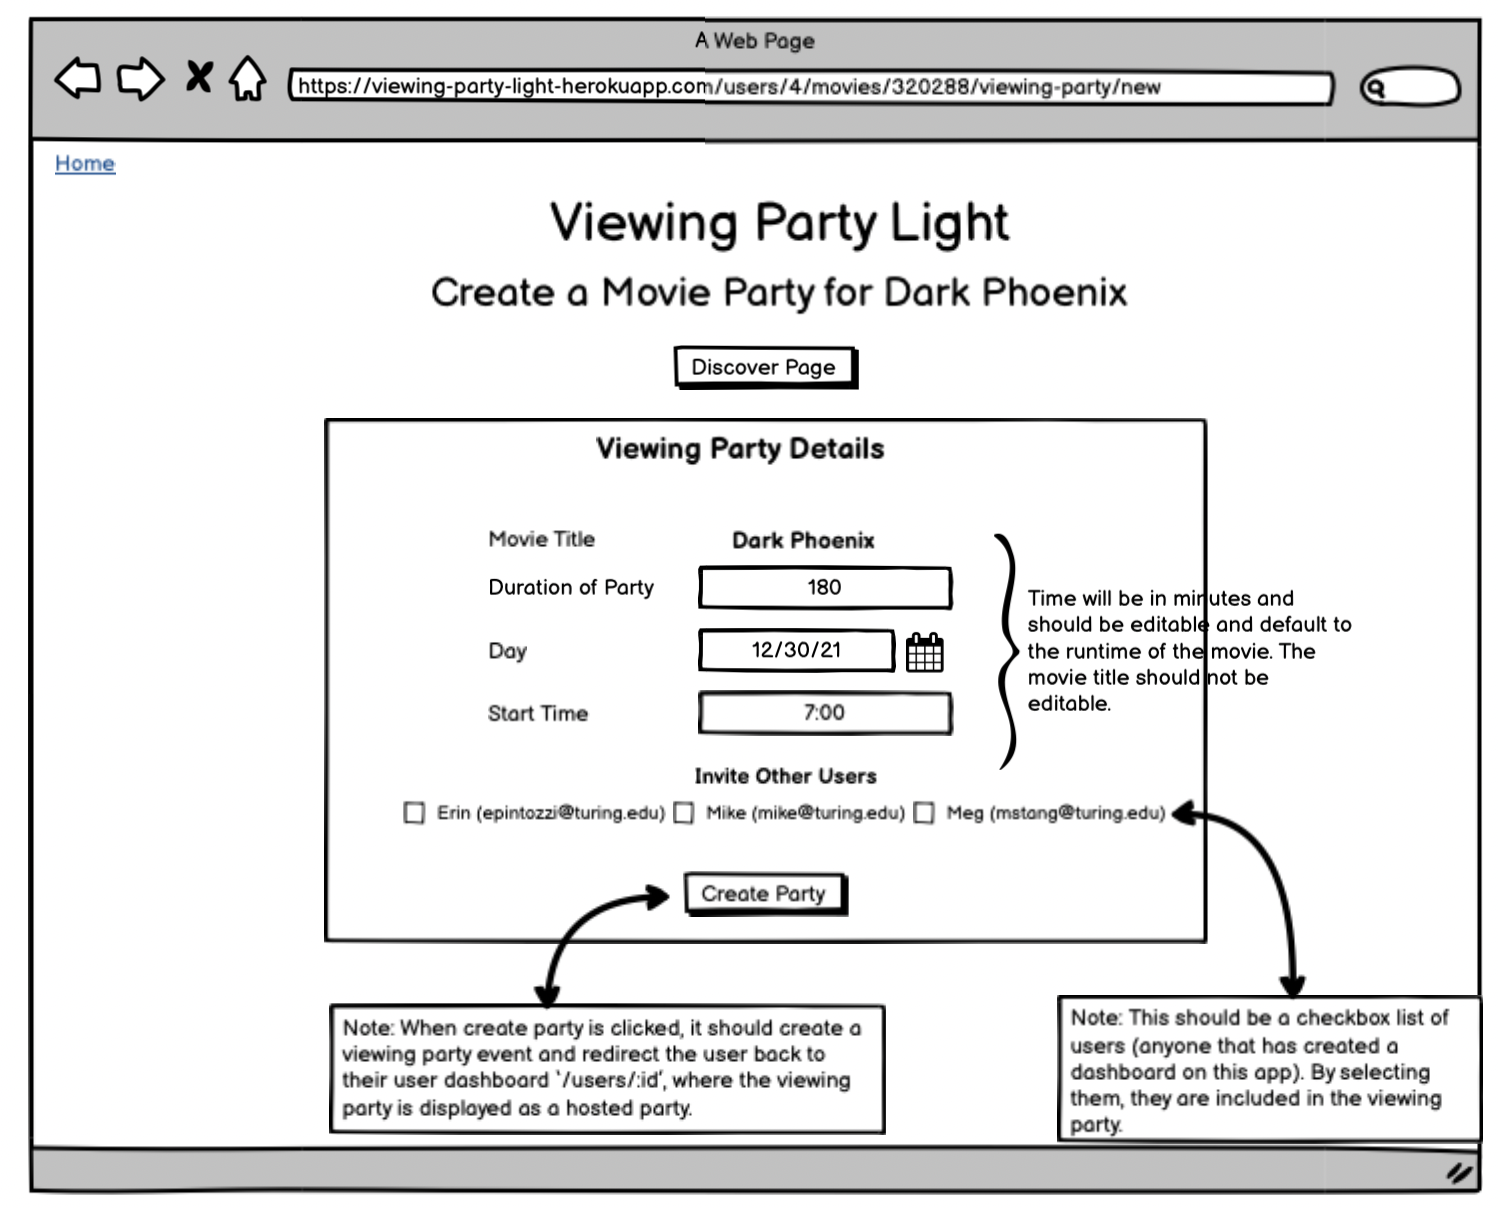 A Web Page
https://viewing-party-light-herokuapp.com/users/4/movies/320288/viewing-party/new
Home
Viewing Party Light
Create a Movie Party for Dark Phoenix
Discover Page
Viewing Party Details
Movie Title Dark Phoenix
Duration of Party 180
Day 12/30/21
Start Time 7:00
Time will be in minutes and
should be editable and default to
the runtime of the movie. The
movie title should not be
editable.
Invite Other Users
Erin (epintozzi@turing.edu) Mike (mike@turing.edu) Meg (mstang@turing.edu)
Create Party
Note: When create party is clicked, it should create a
viewing party event and redirect the user back to
their user dashboard `/users/:id', where the viewing
party is displayed as a hosted party.
Note: This should be a checkbox list of
users (anyone that has created a
dashboard on this app). By selecting
them, they are included in the viewing
party.